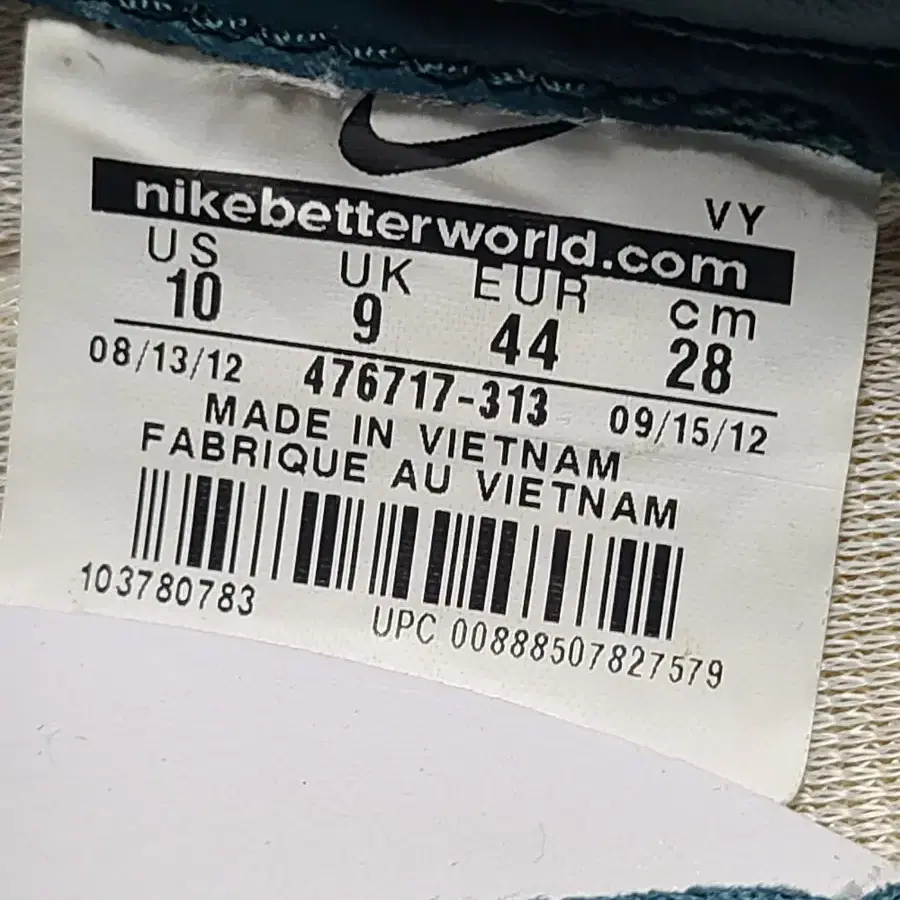 VY
nikebetterworld.com
US UK EUR cm
10 9 44 28
08/13/12 476717-313 09/15/12
MADE IN VIETNAM
FABRIQUE AU VIETNAM
103780783
UPC 00888507827579